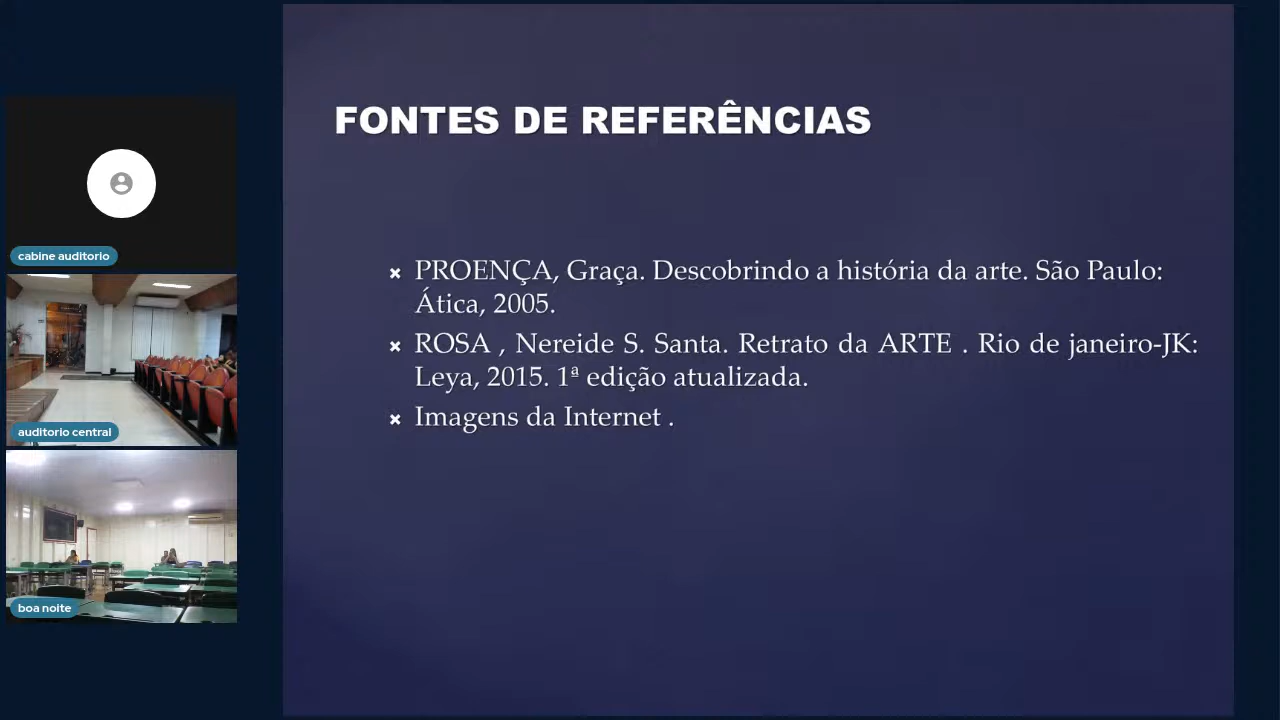 FONTES DE REFERÊNCIAS
PROENÇA, Graça. Descobrindo a história da arte. São Paulo:
Ática, 2005.
ROSA , Nereide S. Santa. Retrato da ARTE . Rio de janeiro-JK:
Leya, 2015. 1ª edição atualizada.
Imagens da Internet .
cabine auditorio
auditorio central
boa noite